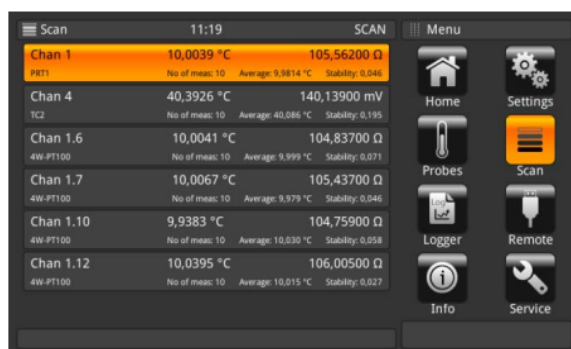 Scan 11:19 SCAN
Chan 1 10,0039 °C 105,56200 Ω
PRT1 No of meas: 10 Average: 9,9814 °C Stability: 0,046
Chan 4 40,3926 °C 140,13900 mV
TC2 No of meas: 10 Average: 40,086 °C Stability: 0,195
Chan 1.6 10,0041 °C 104,83700 Ω
4W-PT100 No of meas: 10 Average: 9,999 °C Stability: 0,071
Chan 1.7 10,0067 °C 105,43700 Ω
4W-PT100 No of meas: 10 Average: 9,979 °C Stability: 0,046
Chan 1.10 9,9383 °C 104,75900 Ω
4W-PT100 No of meas: 10 Average: 10,030 °C Stability: 0,058
Chan 1.12 10,0395 °C 106,00500 Ω
4W-PT100 No of meas: 10 Average: 10,015 °C Stability: 0,027
Menu
Home Settings
Probes Scan
Log
Logger Remote
Info Service